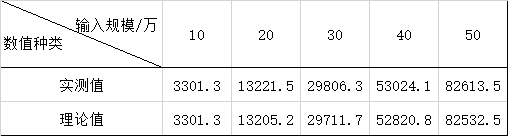 输入规模/万
数值种类
10 20 30 40 50
实测值 3301.3 13221.5 29806.3 53024.1 82613.5
理论值 3301.3 13205.2 29711.7 52820.8 82532.5